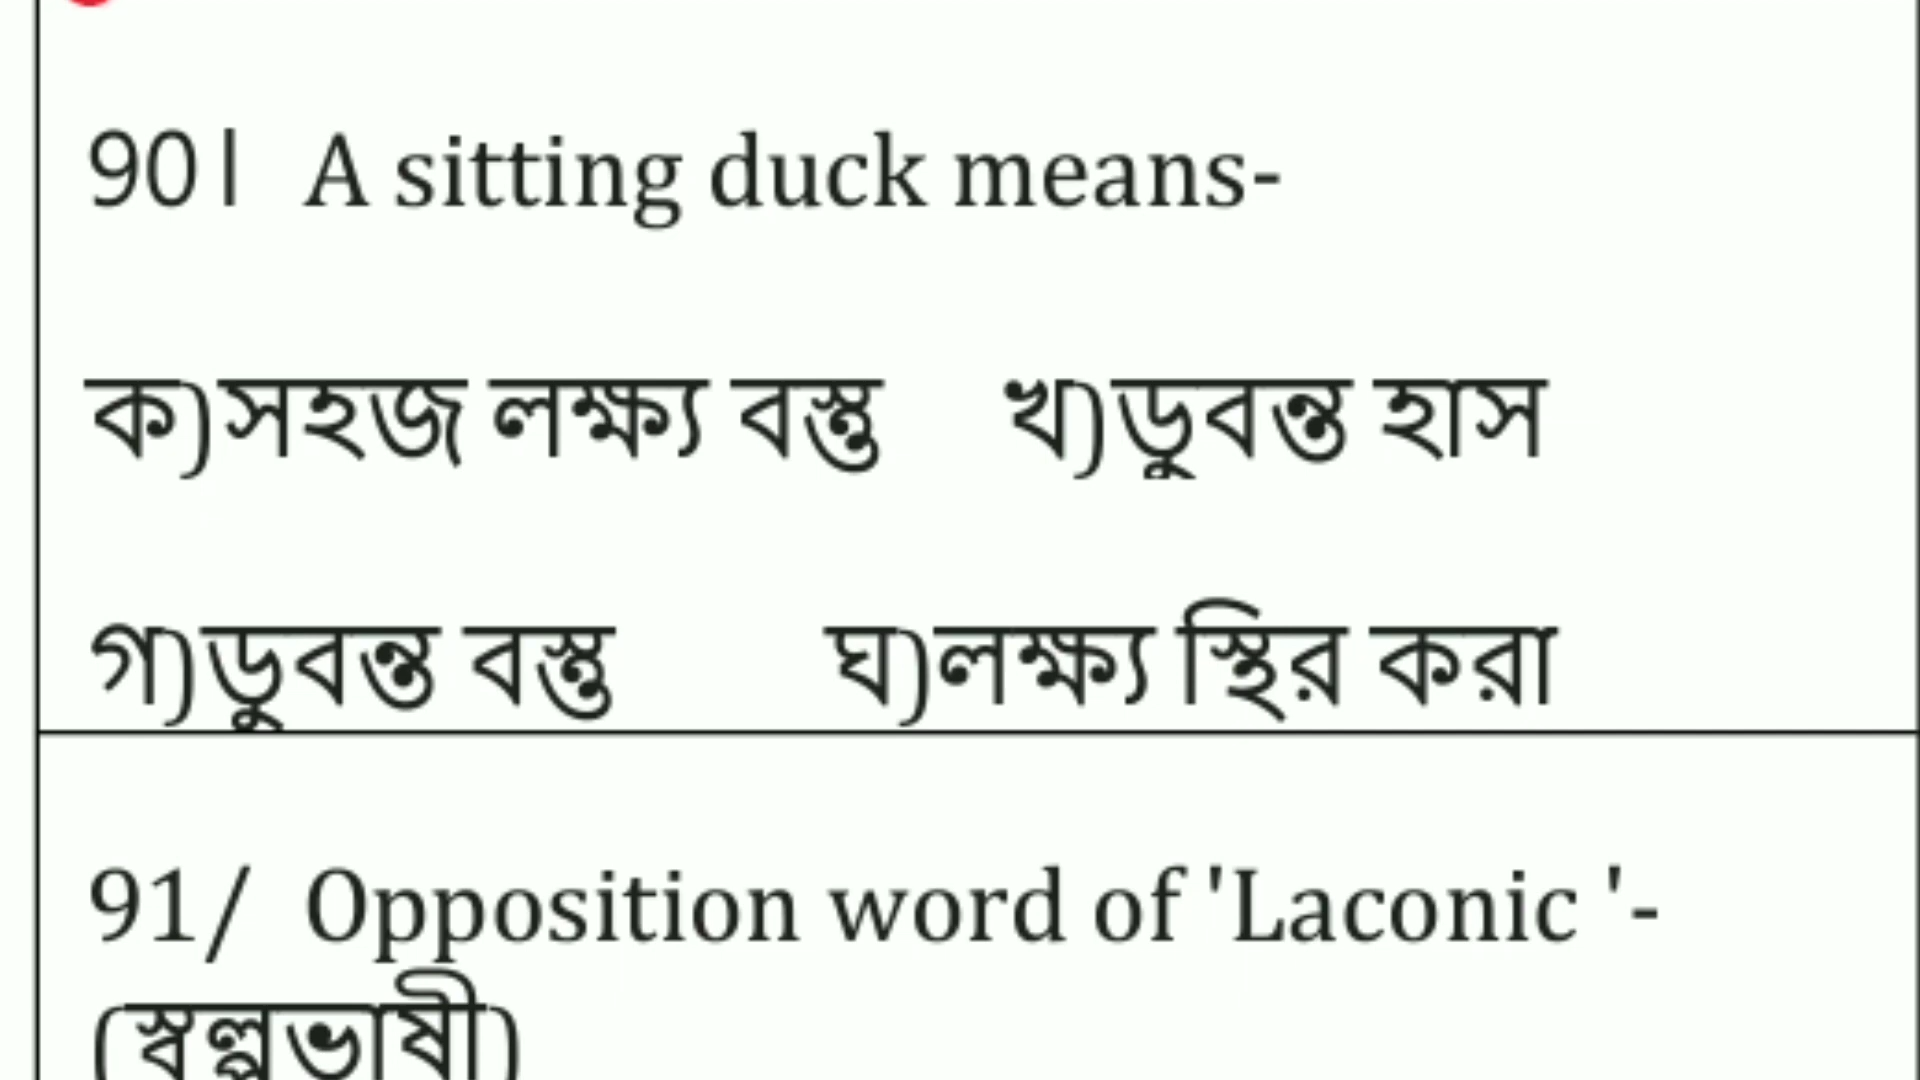 90। A sitting duck means-
ক)সহজ লক্ষ্য বস্তু খ)ডুবন্ত হাস
গ)ডুবন্ত বস্তু ঘ)লক্ষ্য স্থির করা
91/ Opposition word of 'Laconic '-
(স্বল্পভাষী)